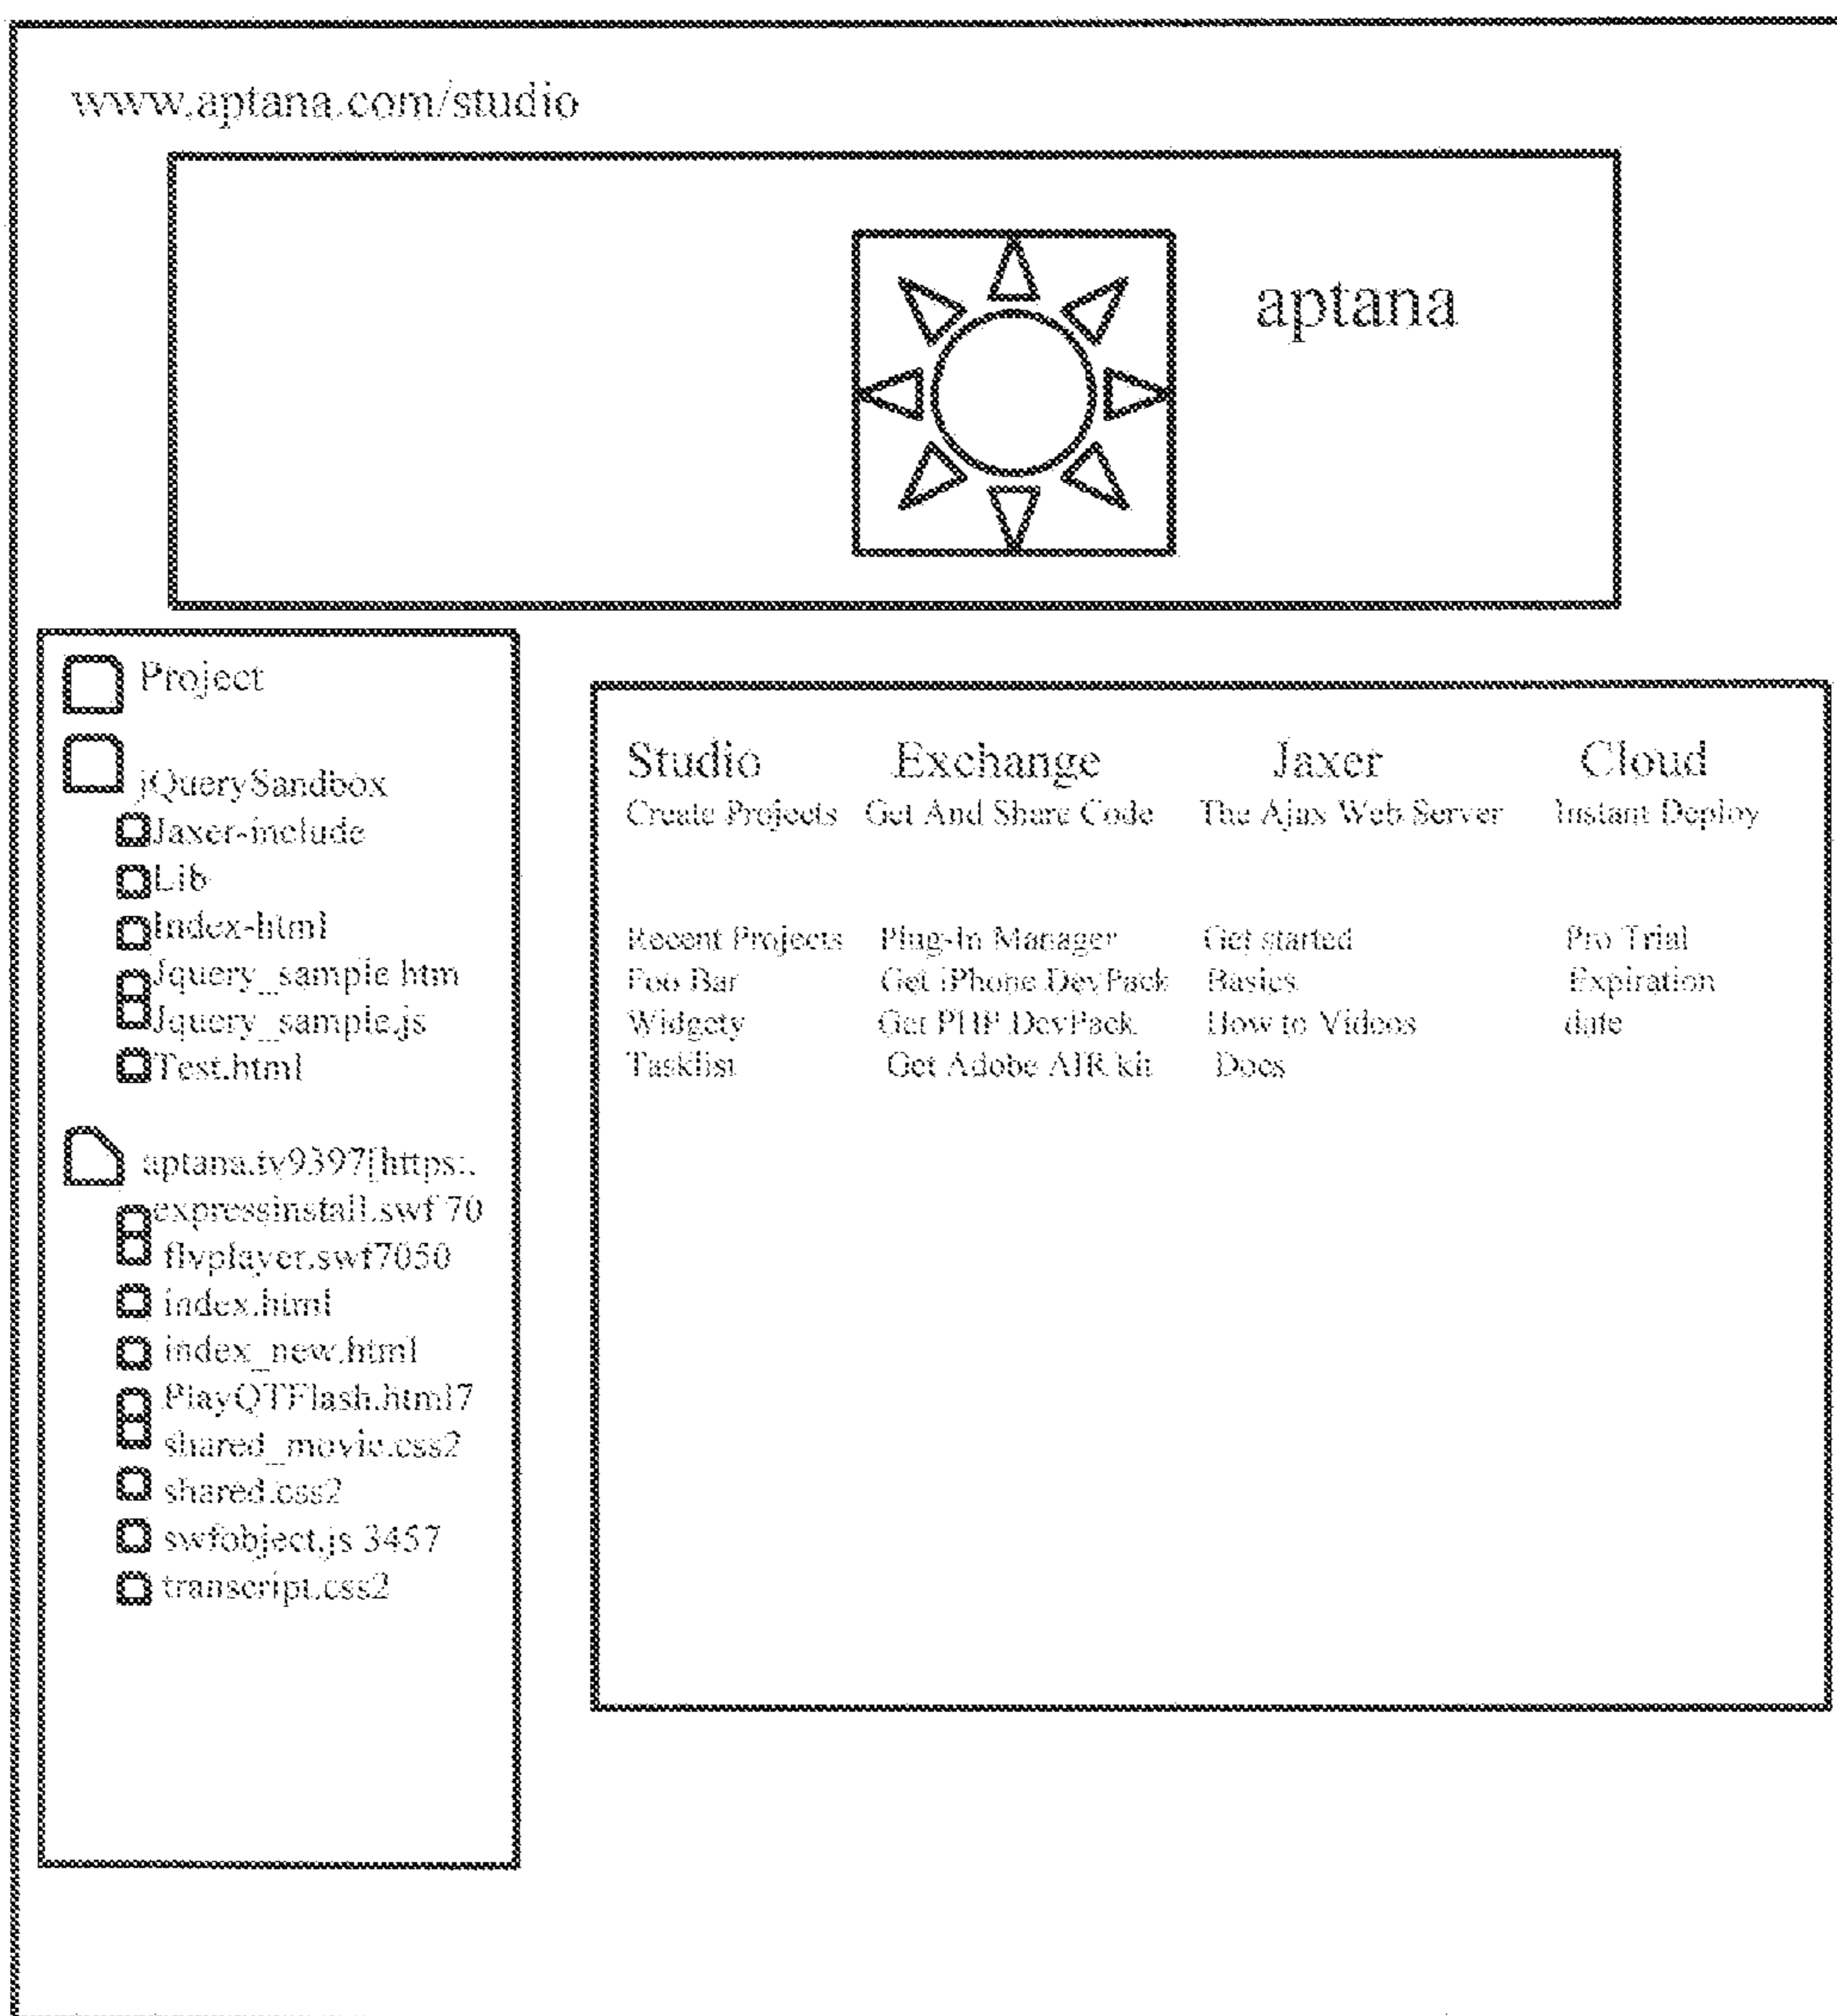 www.aptana.com/studio
aptana
Project
jQuerySandbox
Jaxer-include
Lib
Index-html
Jquery_sample htm
Jquery_sample.js
Test.html
aptana.tv9397[https:.
expressinstall.swf 70
flvplayer.swf7050
index.html
index_new.html
PlayQTFlash.html7
shared_movie.css2
shared.css2
swfobject.js 3457
transcript.css2
Studio Exchange Jaxer Cloud
Create Projects Get And Share Code The Ajax Web Server Instant Deploy
Recent Projects Plug-In Manager Get started Pro Trial
Foo Bar Get iPhone DevPack Basics Expiration
Widgety Get PHP DevPack How to Videos date
Tasklist Get Adobe AIR kit Docs